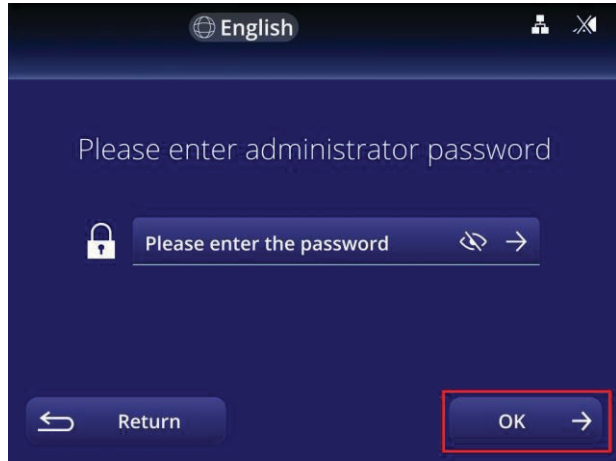 English
Please enter administrator password
Please enter the password
Return
OK